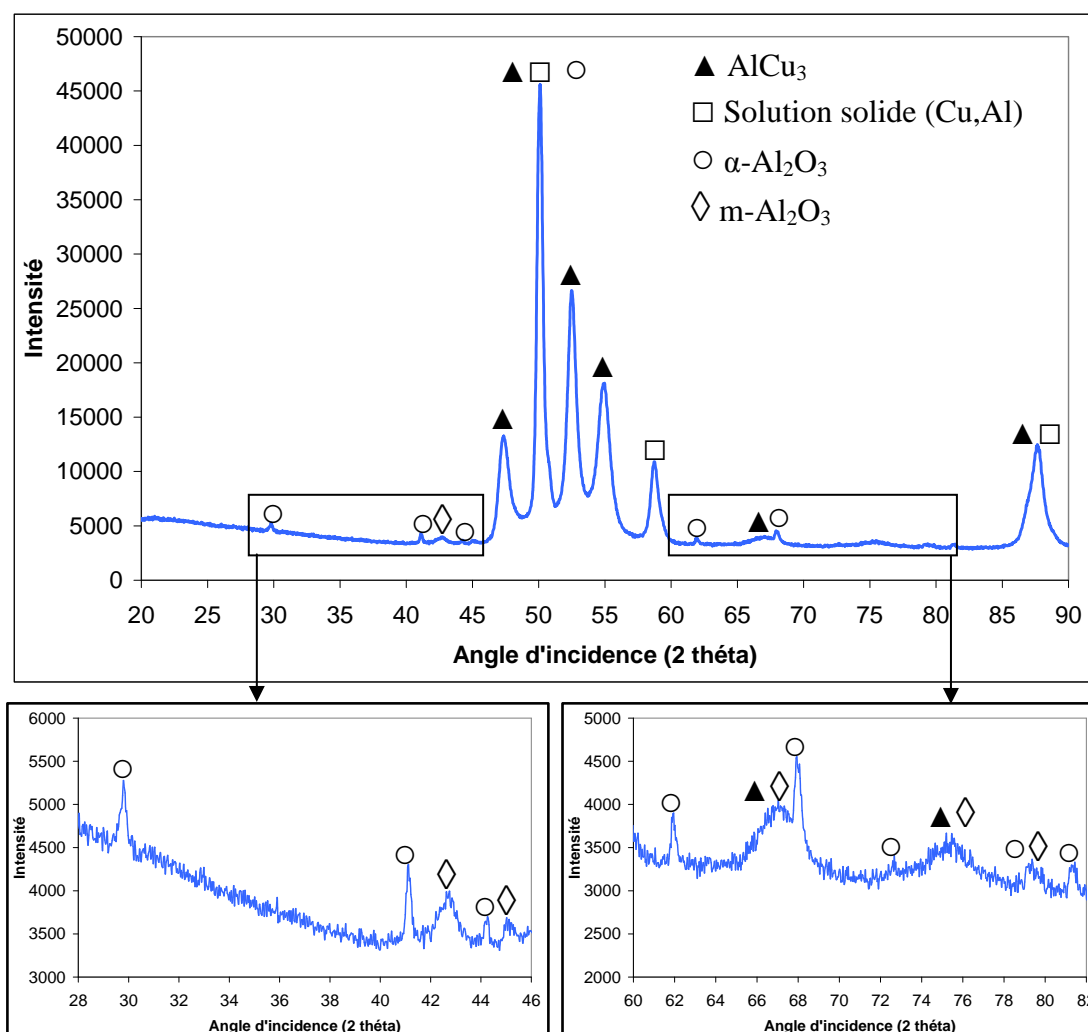 50000
45000
40000
35000
30000
25000
20000
15000
10000
5000
0
Intensité
20 25 30 35 40 45 50 55 60 65 70 75 80 85 90
Angle d'incidence (2 théta)
AlCu₃
Solution solide (Cu,Al)
α-Al₂O₃
m-Al₂O₃
6000
5500
5000
4500
4000
3500
3000
Intensité
28 30 32 34 36 38 40 42 44 46
Angle d'incidence (2 théta)
5000
4500
4000
3500
3000
2500
2000
Intensité
60 62 64 66 68 70 72 74 76 78 80 82
Angle d'incidence (2 théta)